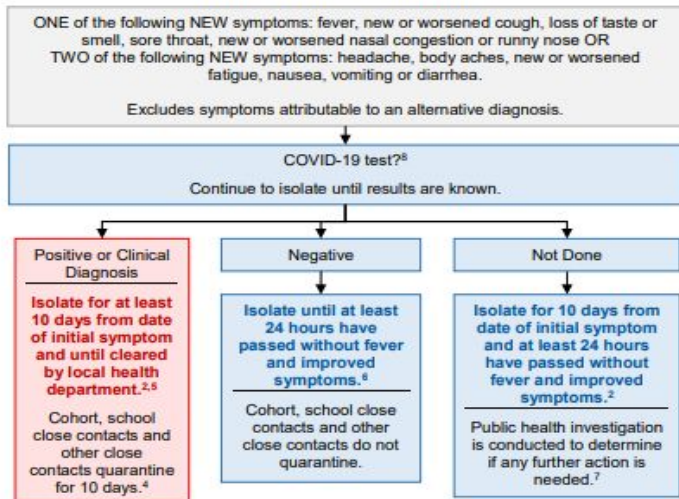 ONE of the following NEW symptoms: fever, new or worsened cough, loss of taste or
smell, sore throat, new or worsened nasal congestion or runny nose OR
TWO of the following NEW symptoms: headache, body aches, new or worsened
fatigue, nausea, vomiting or diarrhea.
Excludes symptoms attributable to an alternative diagnosis.
COVID-19 test?⁸
Continue to isolate until results are known.
Positive or Clinical
Diagnosis
Isolate for at least
10 days from date
of initial symptom
and until cleared
by local health
department.²,⁵
Cohort, school
close contacts and
other close
contacts quarantine
for 10 days.⁴
Negative
Isolate until at least
24 hours have
passed without fever
and improved
symptoms.⁶
Cohort, school close
contacts and other
close contacts do not
quarantine.
Not Done
Isolate for 10 days from
date of initial symptom
and at least 24 hours
have passed without
fever and improved
symptoms.²
Public health investigation
is conducted to determine
if any further action is
needed.⁷